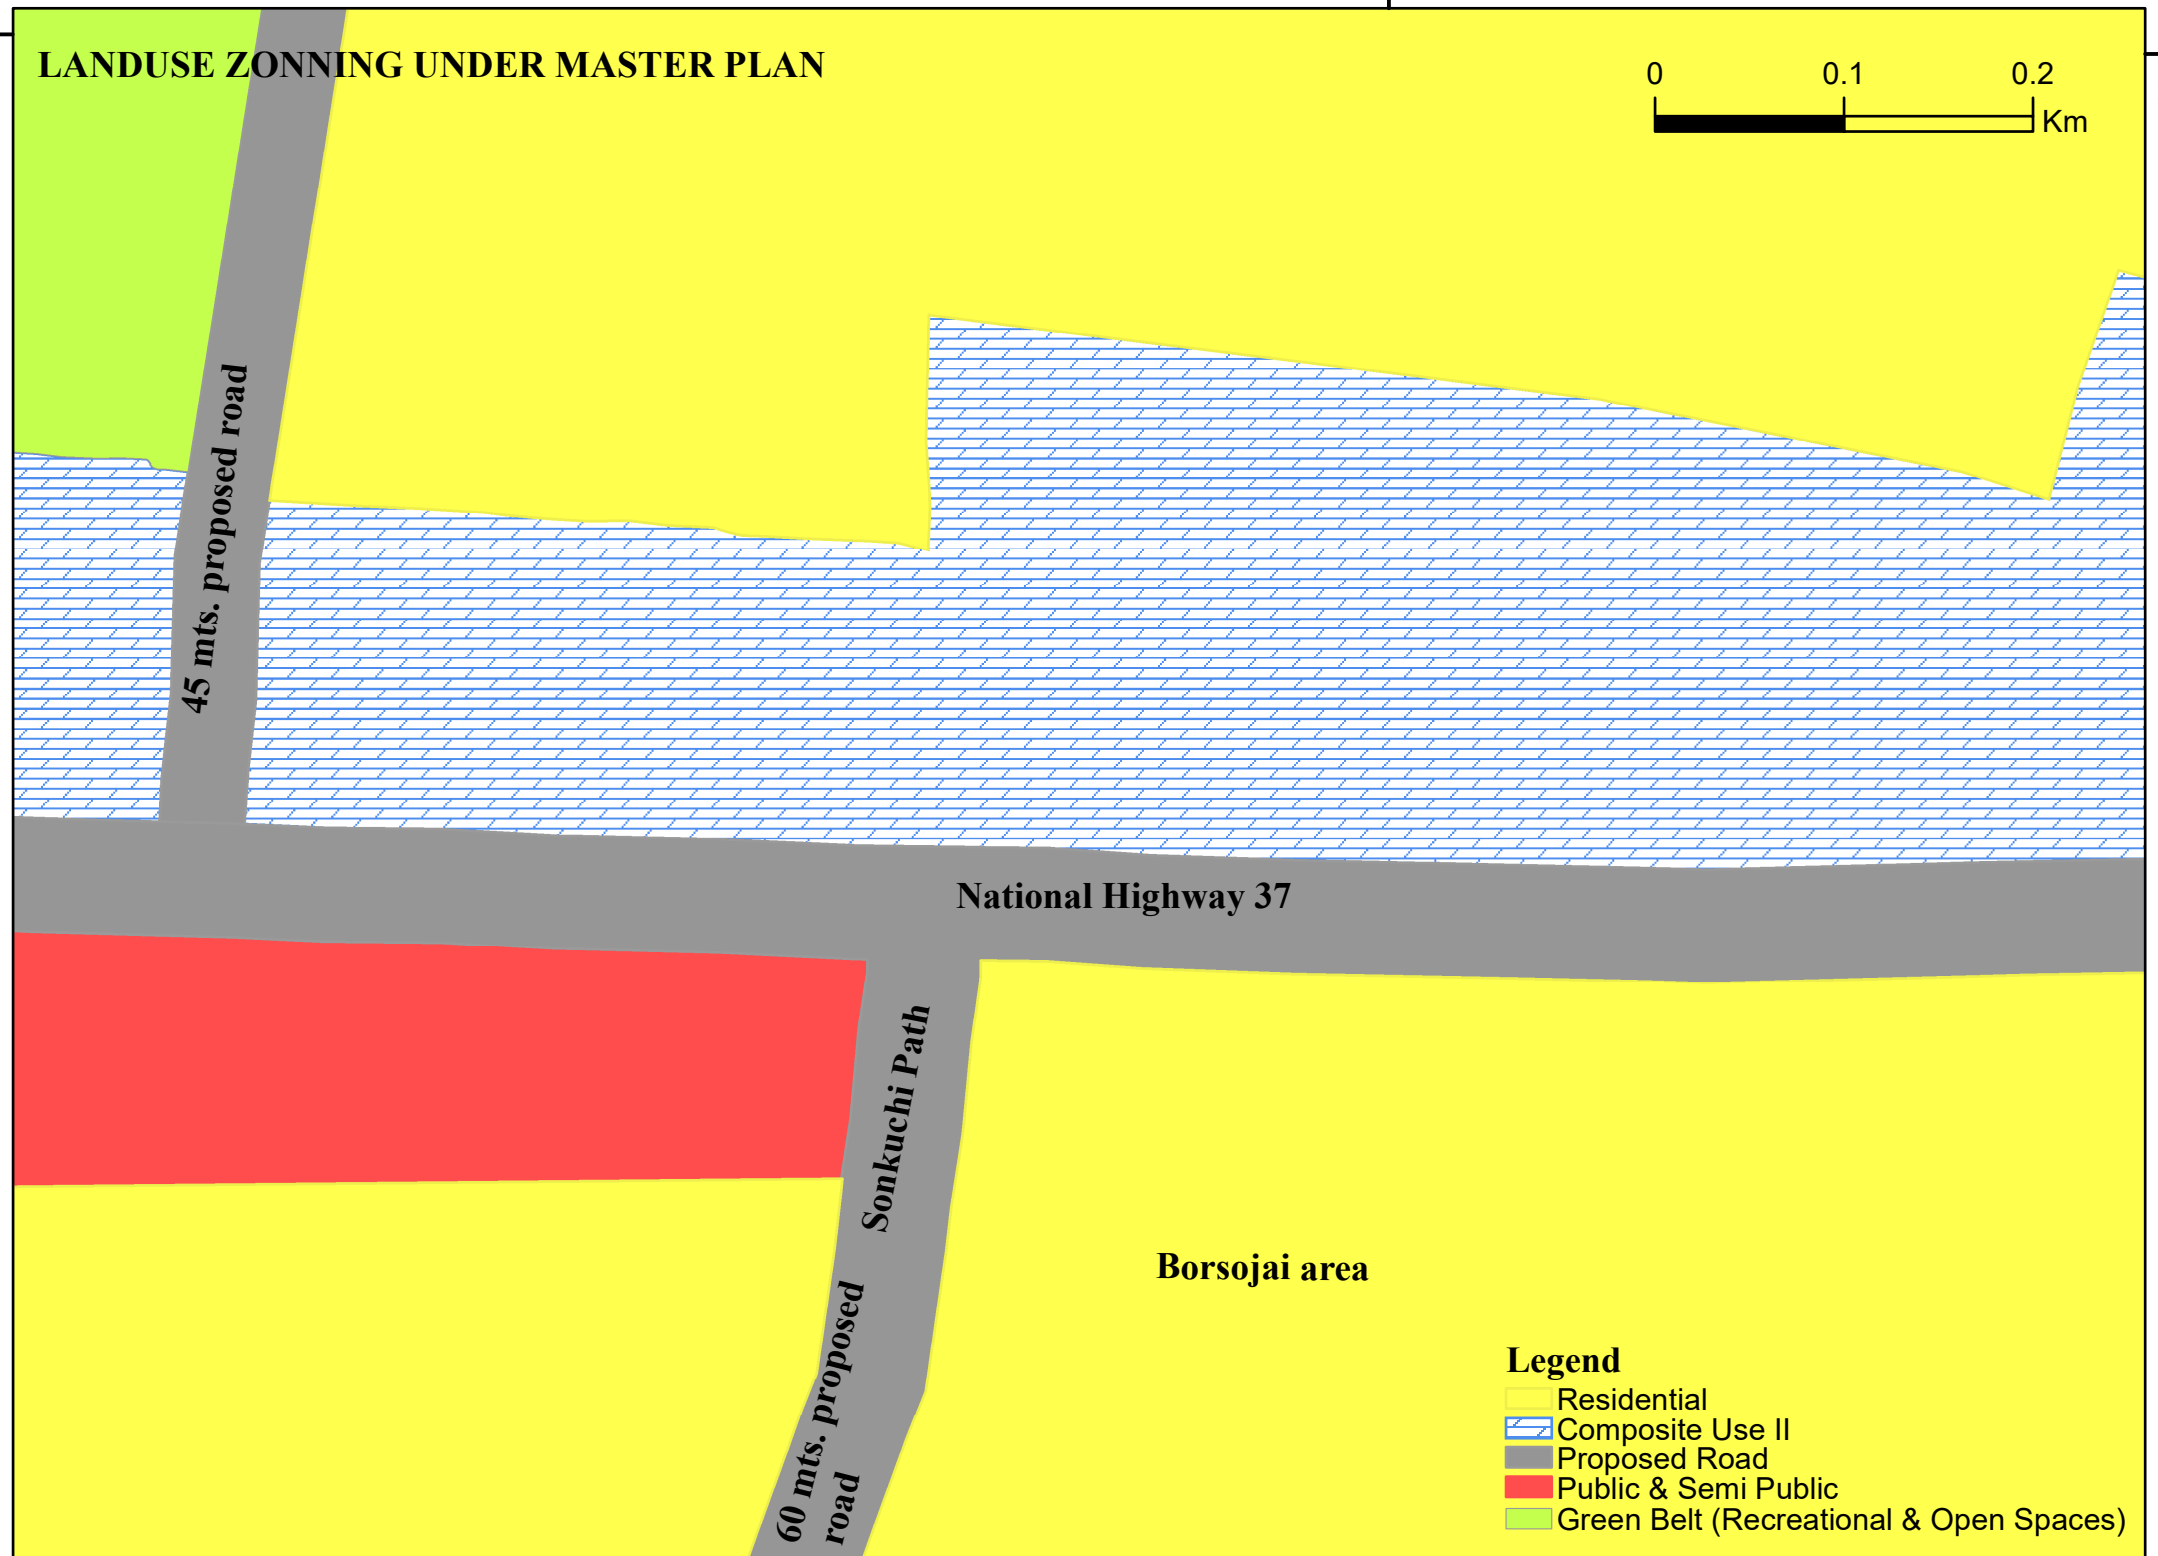 LANDUSE ZONNING UNDER MASTER PLAN
0 0.1 0.2
Km
45 mts. proposed road
National Highway 37
Sonkuchi Path
60 mts. proposed
road
Borsojai area
Legend
Residential
Composite Use II
Proposed Road
Public & Semi Public
Green Belt (Recreational & Open Spaces)